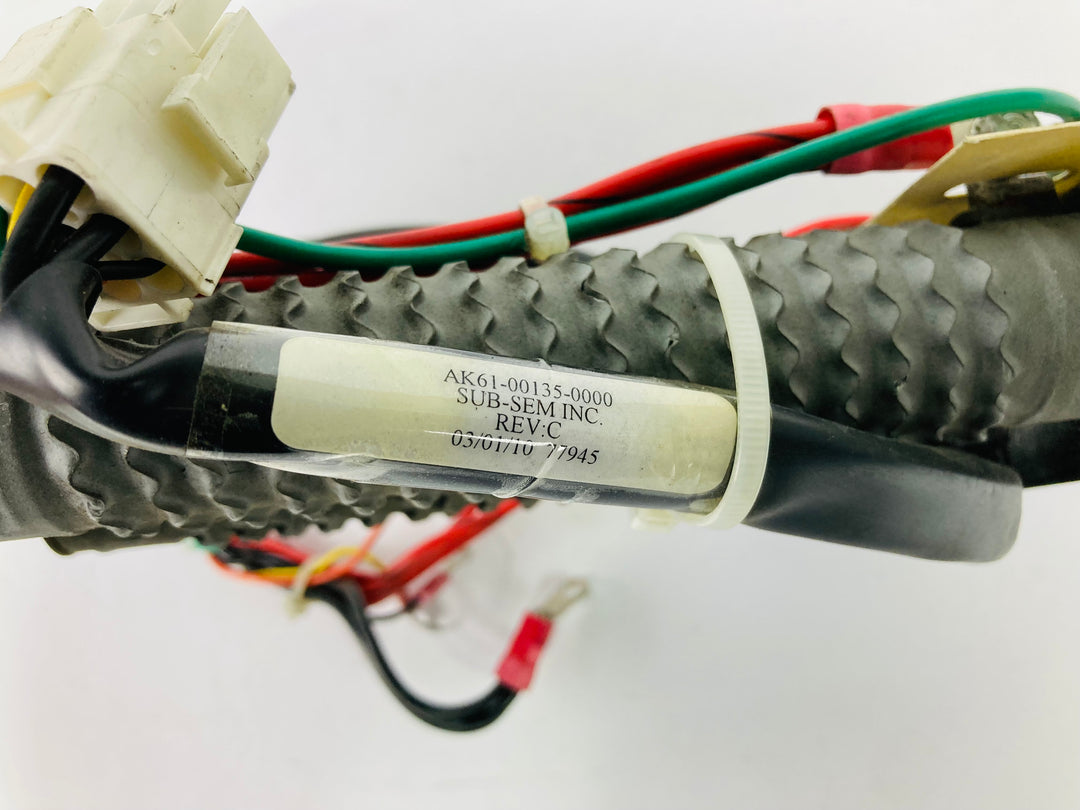 AK61-00135-0000
SUB-SEM INC.
REV:C
03/01/10 77945